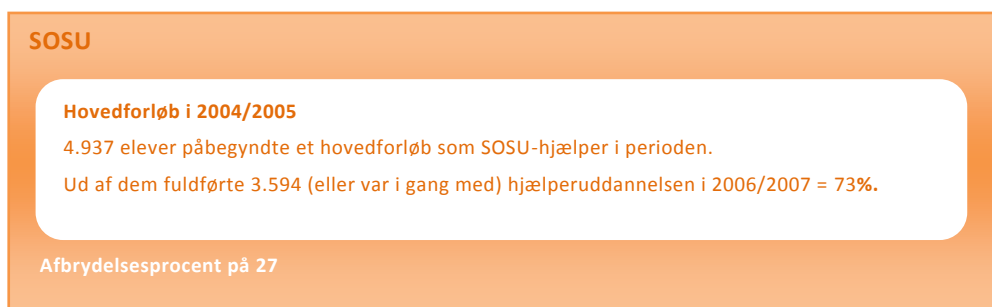 SOSU
Hovedforløb i 2004/2005
4.937 elever påbegyndte et hovedforløb som SOSU-hjælper i perioden.
Ud af dem fuldførte 3.594 (eller var i gang med) hjælperuddannelsen i 2006/2007 = 73%.
Afbrydelsesprocent på 27